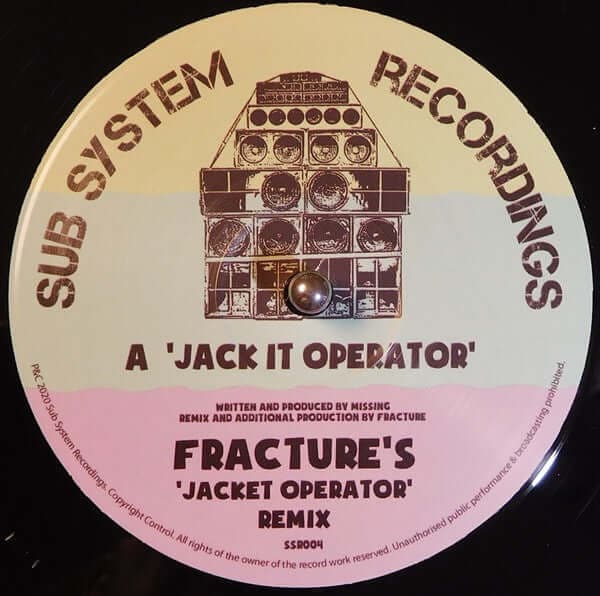 SUB SYSTEM RECORDINGS
A 'JACK IT OPERATOR'
WRITTEN AND PRODUCED BY MISSING
REMIX AND ADDITIONAL PRODUCTION BY FRACTURE
FRACTURE'S
'JACKET OPERATOR'
REMIX
SSR004
P&C 2020 Sub System Recordings. Copyright Control. All rights of the owner of the record work reserved. Unauthorised public performance & broadcasting prohibited.